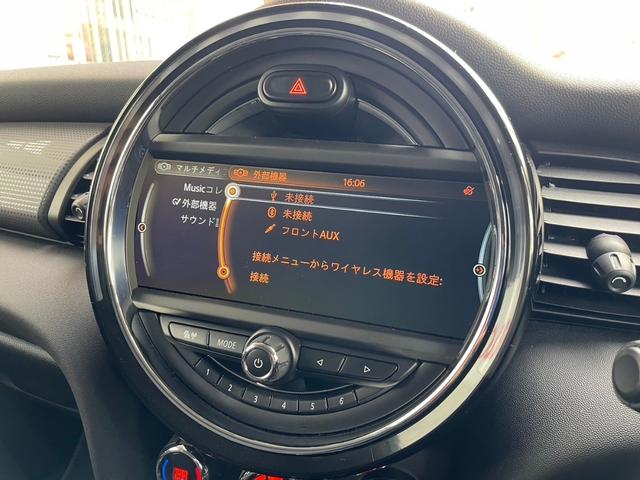 マルチメディ
外部機器
16:06
Musicコレ
外部機器
サウンド
未接続
未接続
フロントAUX
接続メニューからワイヤレス機器を設定:
接続
MODE
1 2 3 4 5 6